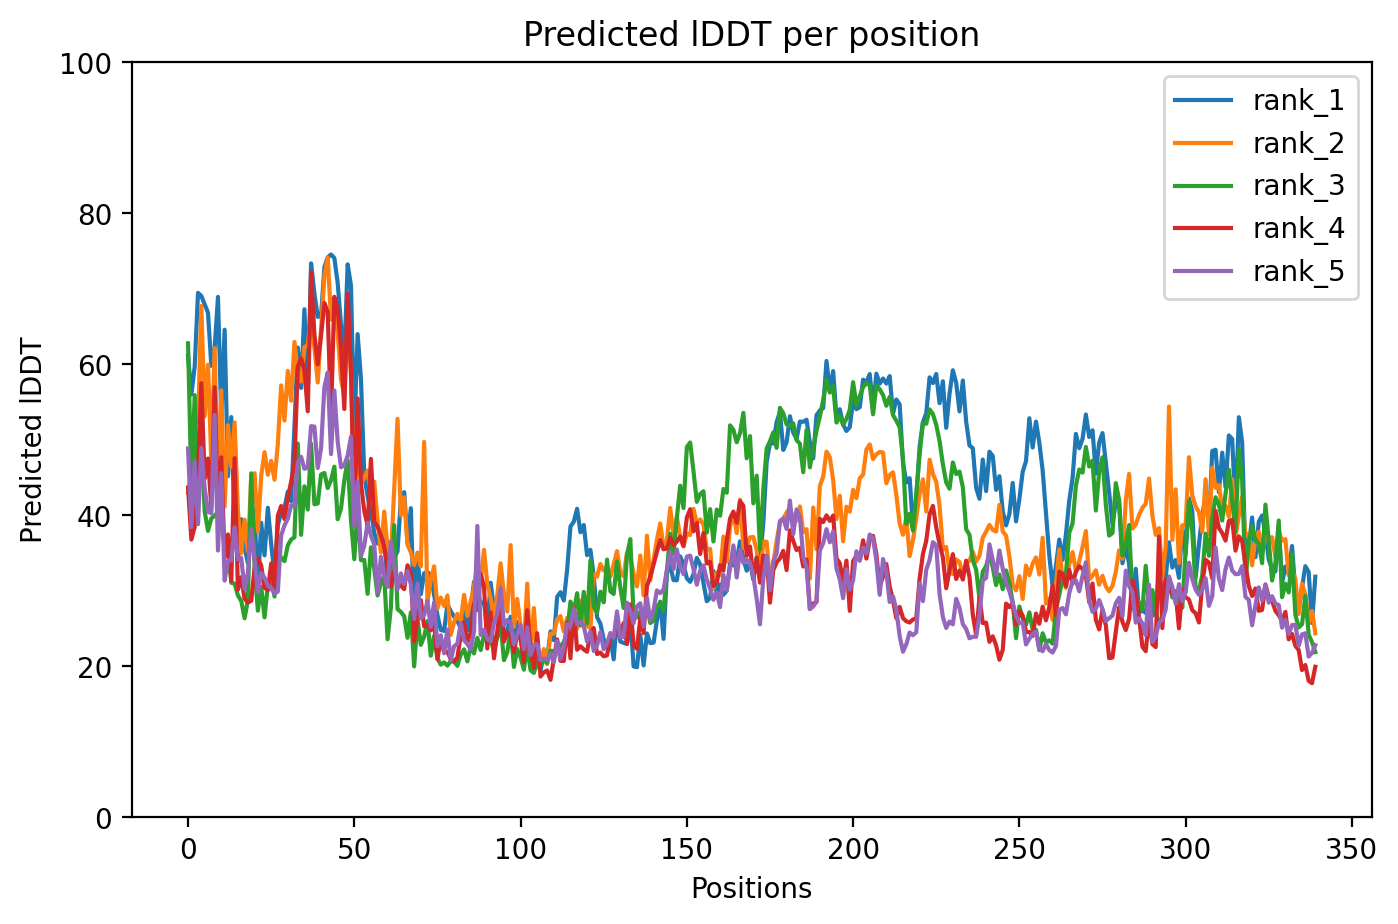 Predicted lDDT per position
100
80
60
40
20
0
Predicted lDDT
0 50 100 150 200 250 300 350
Positions
rank_1
rank_2
rank_3
rank_4
rank_5